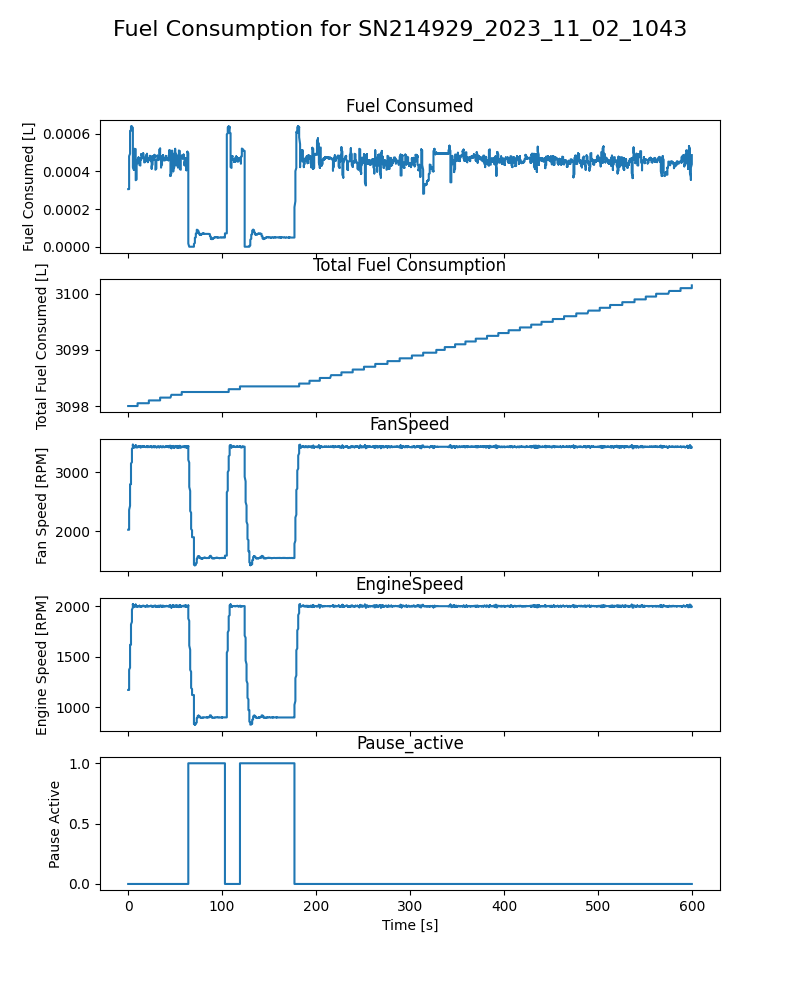 Fuel Consumption for SN214929_2023_11_02_1043
Fuel Consumed
Fuel Consumed [L]
0.0006
0.0004
0.0002
0.0000
Total Fuel Consumption
Total Fuel Consumed [L]
3100
3099
3098
FanSpeed
Fan Speed [RPM]
3000
2000
EngineSpeed
Engine Speed [RPM]
2000
1500
1000
Pause_active
Pause Active
1.0
0.5
0.0
0 100 200 300 400 500 600
Time [s]